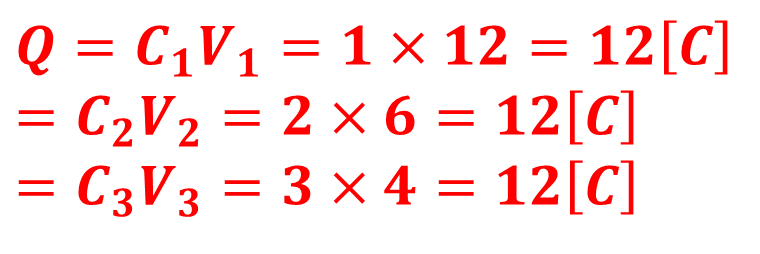 Q = C₁V₁ = 1 × 12 = 12[C]
= C₂V₂ = 2 × 6 = 12[C]
= C₃V₃ = 3 × 4 = 12[C]